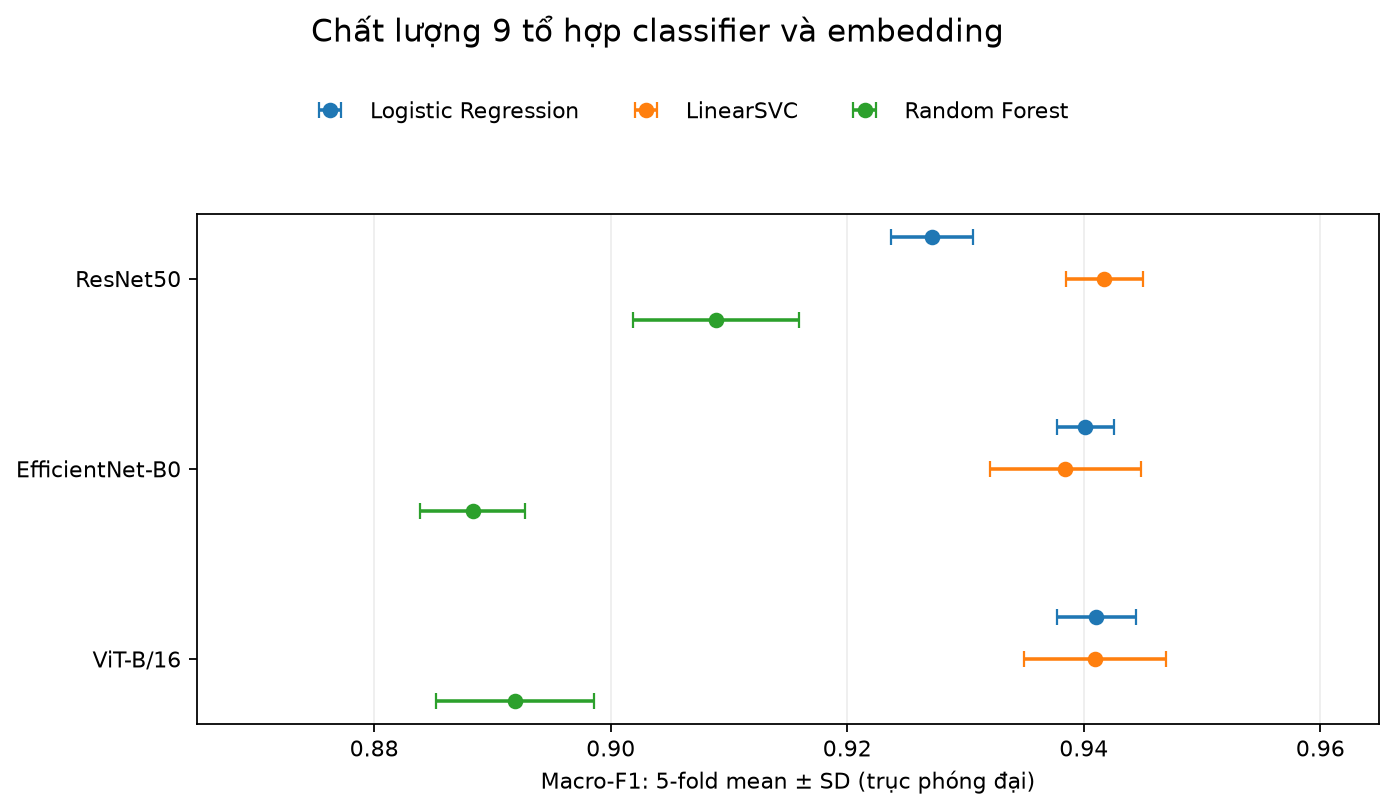 Chất lượng 9 tổ hợp classifier và embedding
Logistic Regression LinearSVC Random Forest
ResNet50
EfficientNet-B0
ViT-B/16
0.88 0.90 0.92 0.94 0.96
Macro-F1: 5-fold mean ± SD (trục phóng đại)